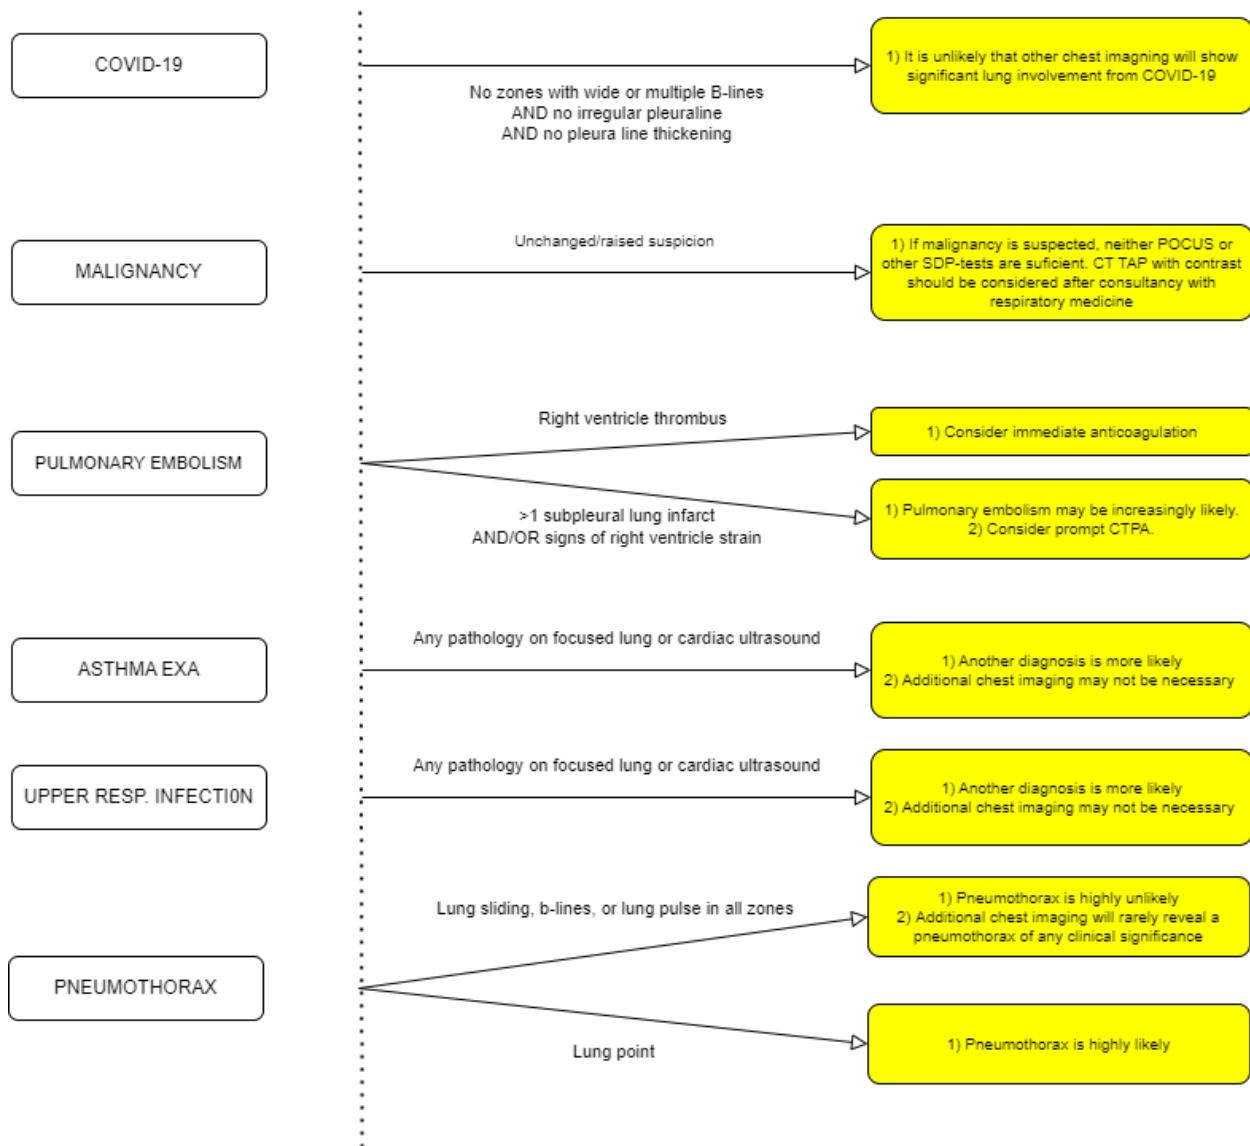 COVID-19
No zones with wide or multiple B-lines
AND no irregular pleuraline
AND no pleura line thickening
1) It is unlikely that other chest imagning will show
significant lung involvement from COVID-19
MALIGNANCY
Unchanged/raised suspicion
1) If malignancy is suspected, neither POCUS or
other SDP-tests are suficient. CT TAP with contrast
should be considered after consultancy with
respiratory medicine
PULMONARY EMBOLISM
Right ventricle thrombus
1) Consider immediate anticoagulation
>1 subpleural lung infarct
AND/OR signs of right ventricle strain
1) Pulmonary embolism may be increasingly likely.
2) Consider prompt CTPA.
ASTHMA EXA
Any pathology on focused lung or cardiac ultrasound
1) Another diagnosis is more likely
2) Additional chest imaging may not be necessary
UPPER RESP. INFECTI0N
Any pathology on focused lung or cardiac ultrasound
1) Another diagnosis is more likely
2) Additional chest imaging may not be necessary
PNEUMOTHORAX
Lung sliding, b-lines, or lung pulse in all zones
1) Pneumothorax is highly unlikely
2) Additional chest imaging will rarely reveal a
pneumothorax of any clinical significance
Lung point
1) Pneumothorax is highly likely